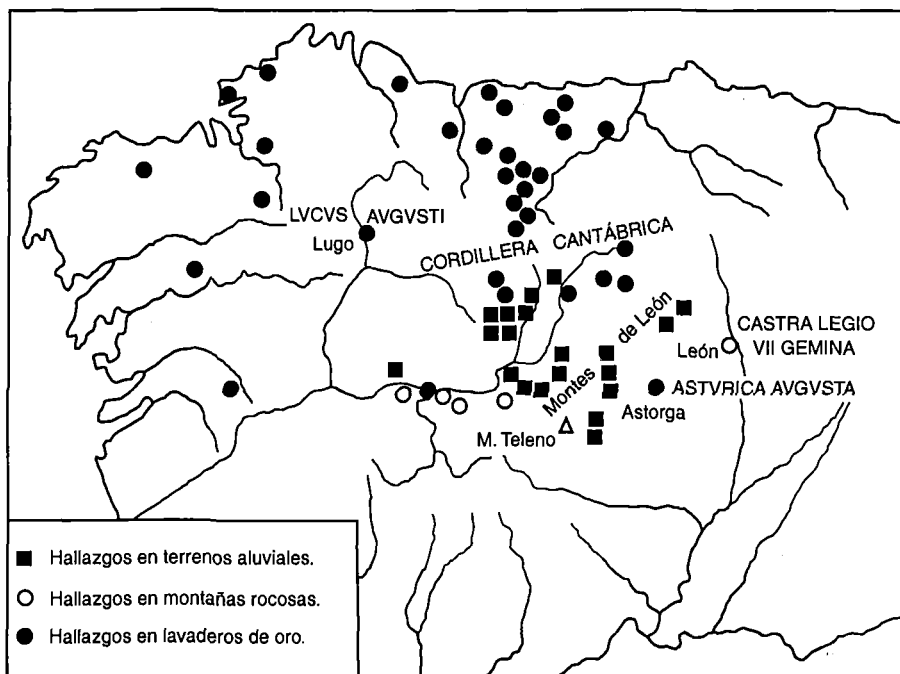 LVCVS AVGVSTI
Lugo
CORDILLERA CANTÁBRICA
Montes de León
León
CASTRA LEGIO
VII GEMINA
ASTVRICA AVGVSTA
Astorga
M. Teleno
Hallazgos en terrenos aluviales.
Hallazgos en montañas rocosas.
Hallazgos en lavaderos de oro.